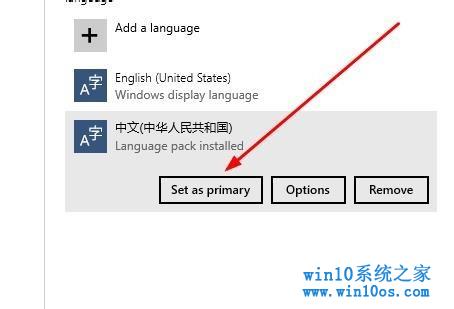 Add a language
English (United States)
Windows display language
中文(中华人民共和国)
Language pack installed
Set as primary
Options
Remove
win10系统之家
www.win10os.com